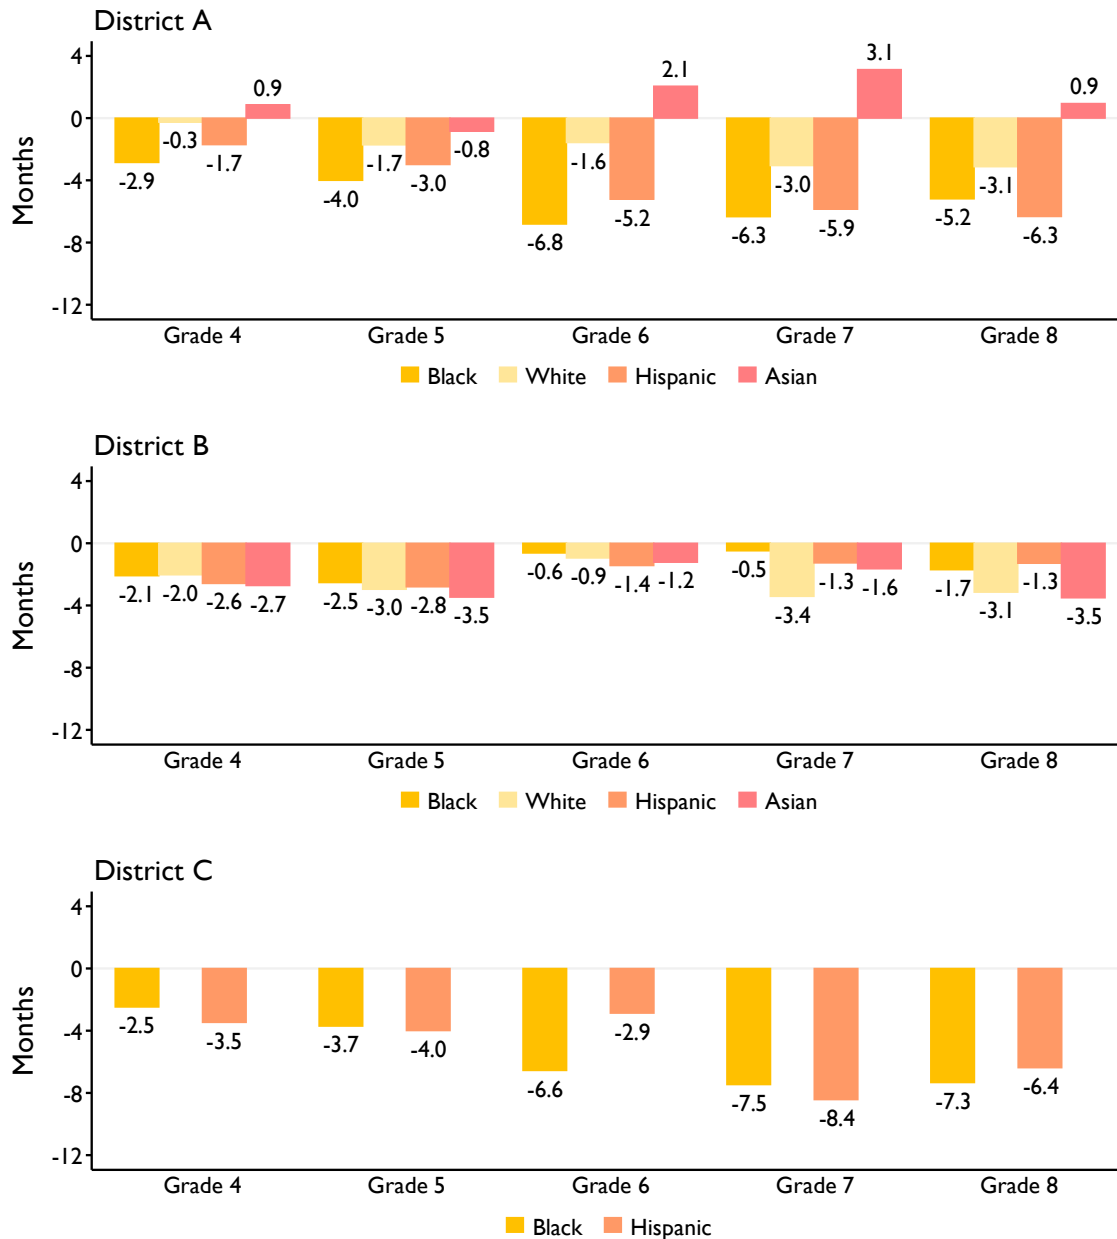 District A
4
0
-4
-8
-12
Months
-2.9 -0.3 -1.7 0.9
-4.0 -1.7 -3.0 -0.8
-6.8 -1.6 -5.2 2.1
-6.3 -3.0 -5.9 3.1
-5.2 -3.1 -6.3 0.9
Grade 4 Grade 5 Grade 6 Grade 7 Grade 8
Black White Hispanic Asian
District B
4
0
-4
-8
-12
Months
-2.1 -2.0 -2.6 -2.7
-2.5 -3.0 -2.8 -3.5
-0.6 -0.9 -1.4 -1.2
-0.5 -3.4 -1.3 -1.6
-1.7 -3.1 -1.3 -3.5
Grade 4 Grade 5 Grade 6 Grade 7 Grade 8
Black White Hispanic Asian
District C
4
0
-4
-8
-12
Months
-2.5 -3.5
-3.7 -4.0
-6.6 -2.9
-7.5 -8.4
-7.3 -6.4
Grade 4 Grade 5 Grade 6 Grade 7 Grade 8
Black Hispanic